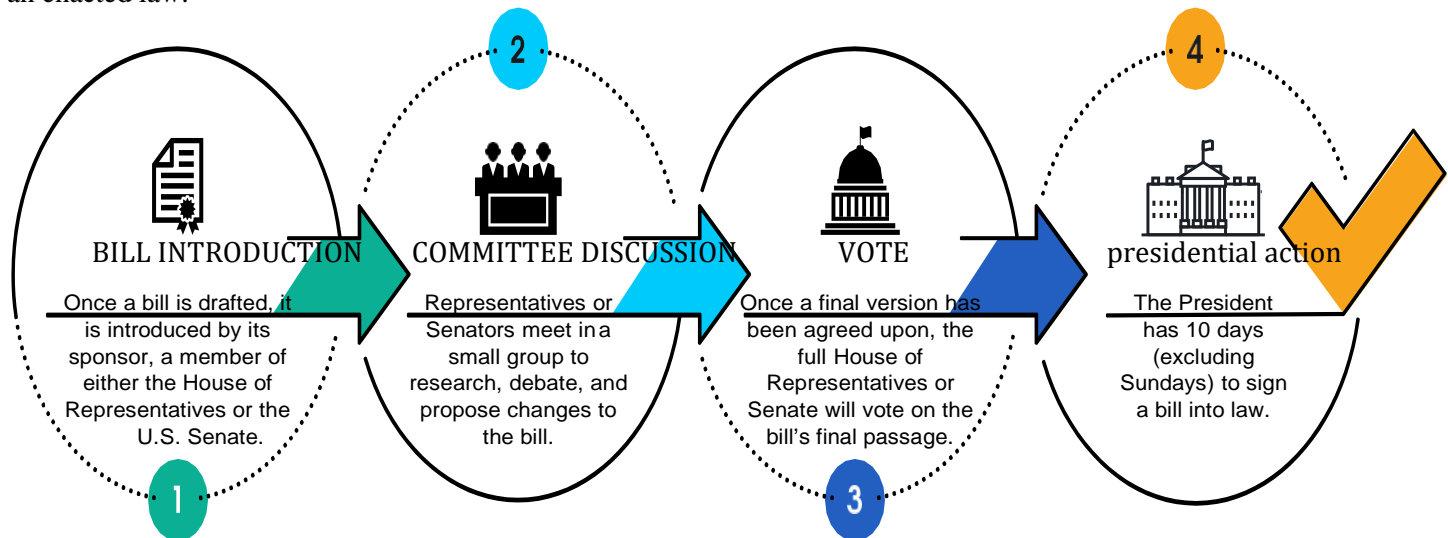 an enacted law.
1
BILL INTRODUCTION
Once a bill is drafted, it
is introduced by its
sponsor, a member of
either the House of
Representatives or the
U.S. Senate.
2
COMMITTEE DISCUSSION
Representatives or
Senators meet in a
small group to
research, debate, and
propose changes to
the bill.
3
VOTE
Once a final version has
been agreed upon, the
full House of
Representatives or
Senate will vote on the
bill's final passage.
4
presidential action
The President
has 10 days
(excluding
Sundays) to sign
a bill into law.